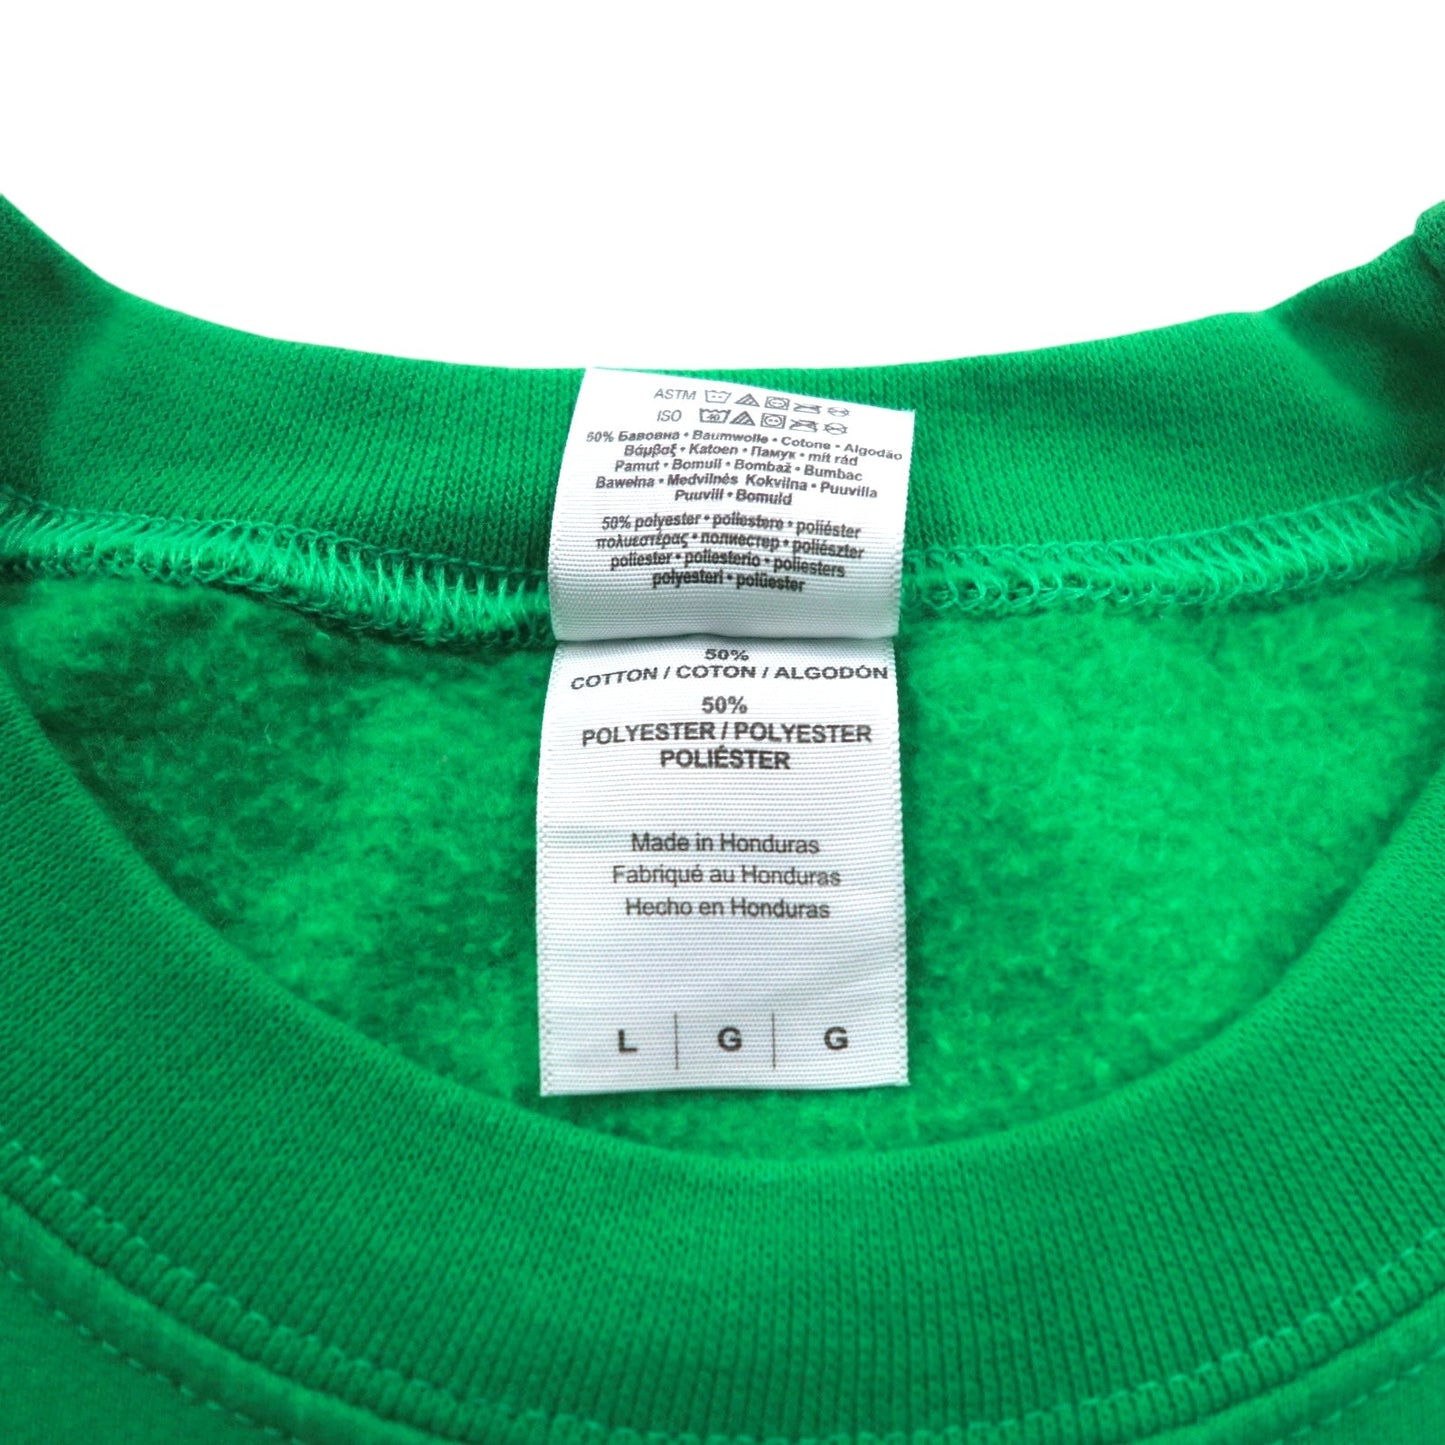 ASTM
ISO 40
50% Бавовна • Baumwolle • Cotone • Algodão
Βάμβαξ • Katoen • Памук • mít rád
Pamut • Bomull • Bombaž • Bumbac
Bawełna • Medvilnės Kokvilna • Puuvilla
Puuvill • Bomuld
50% polyester • poliestere • poliéster
πολυεστέρας • полиестер • poliészter
poliester • poliesterio • poliesters
polyesteri • polüester
50%
COTTON / COTON / ALGODÓN
50%
POLYESTER / POLYESTER
POLIÉSTER
Made in Honduras
Fabriqué au Honduras
Hecho en Honduras
L | G | G